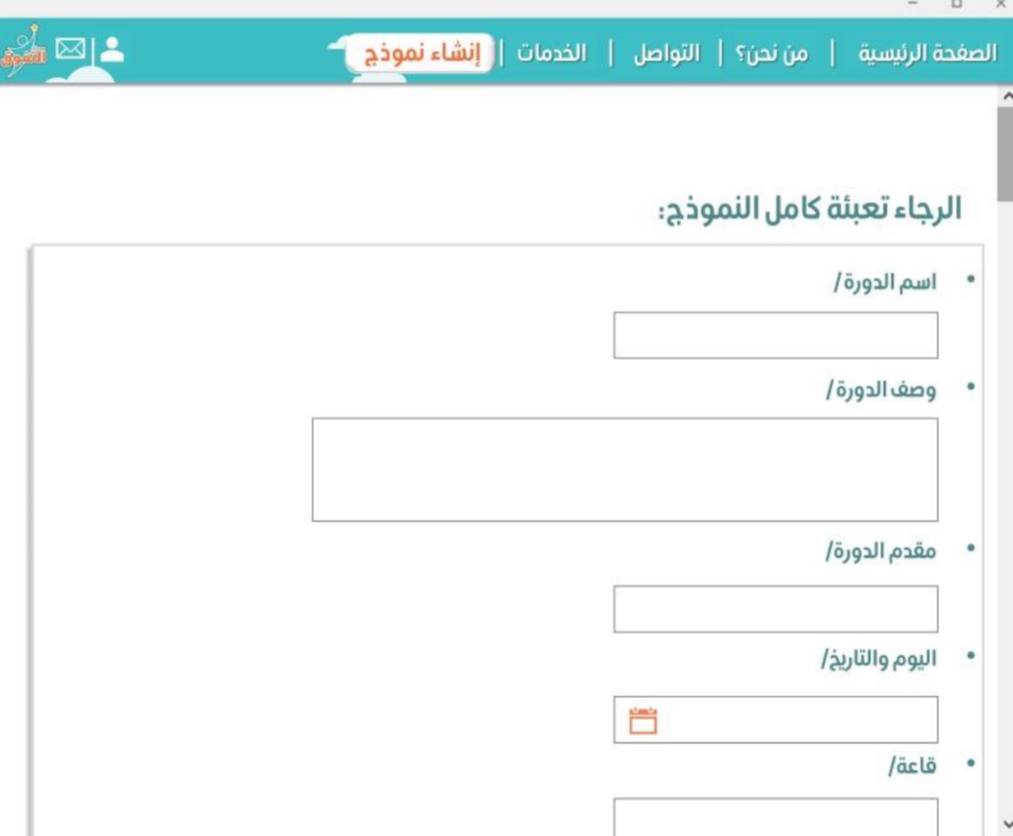 الصفحة الرئيسية | من نحن؟ | التواصل | الخدمات | إنشاء نموذج
التفوق
الرجاء تعبئة كامل النموذج:
• اسم الدورة/
• وصف الدورة/
• مقدم الدورة/
• اليوم والتاريخ/
• قاعة/